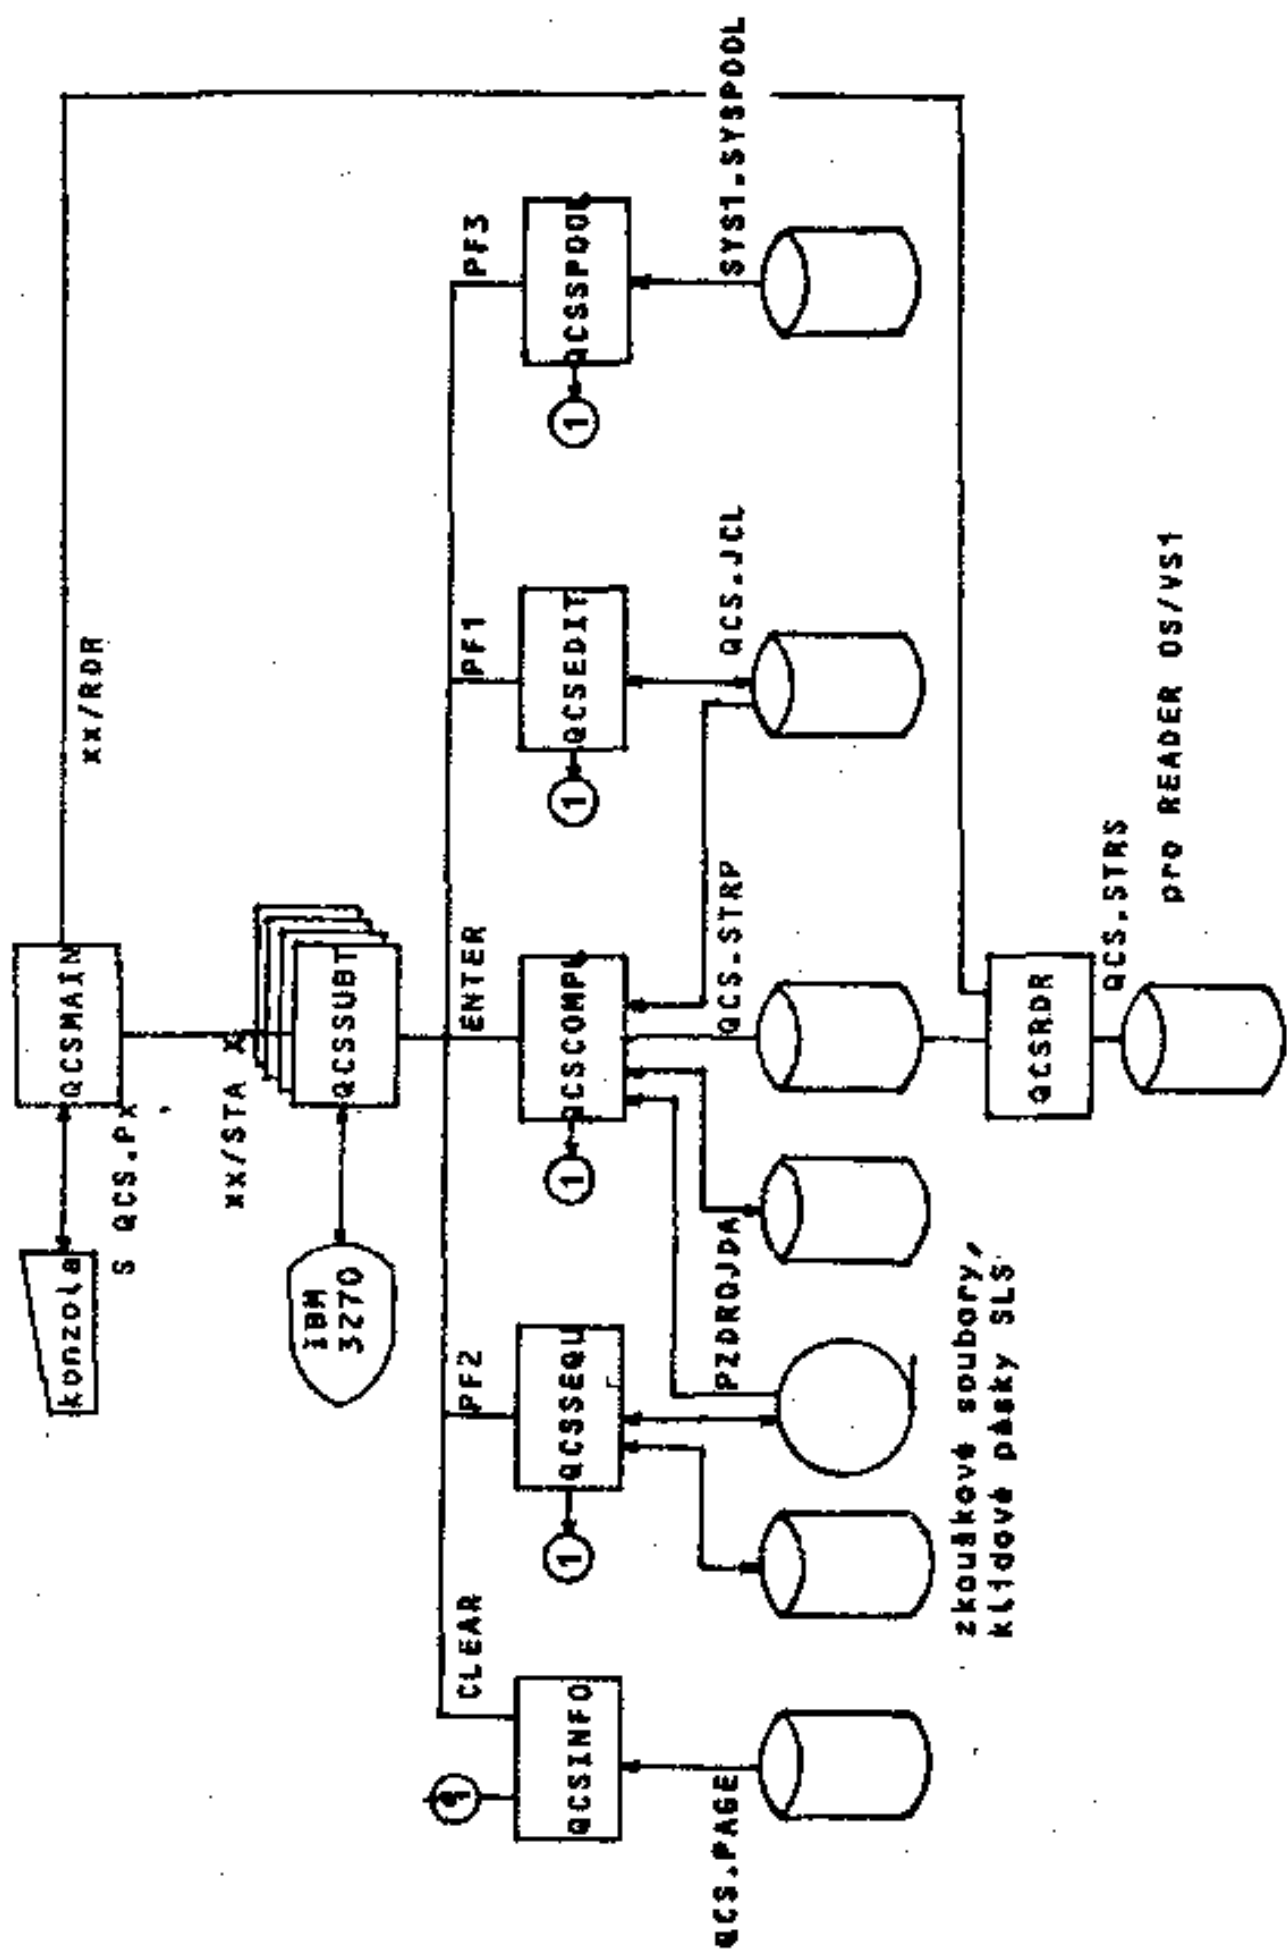 konzola
S QCS.Px
QCSMAIN
xx/RDR
xx/STA x
IBM
3270
QCSSUBT
CLEAR
PF2
ENTER
PF1
PF3
1
QCSINFO
1
QCSSEQU
1
QCSCOMPL
1
QCSEDIT
1
QCSSPOOL
QCS.PAGE
PZDROJDA
QCS.STRP
QCS.JCL
SYS1.SYSPOOL
zkouškové soubory,
klidové pásky SLS
QCSRDR
QCS.STRS
pro READER OS/VS1